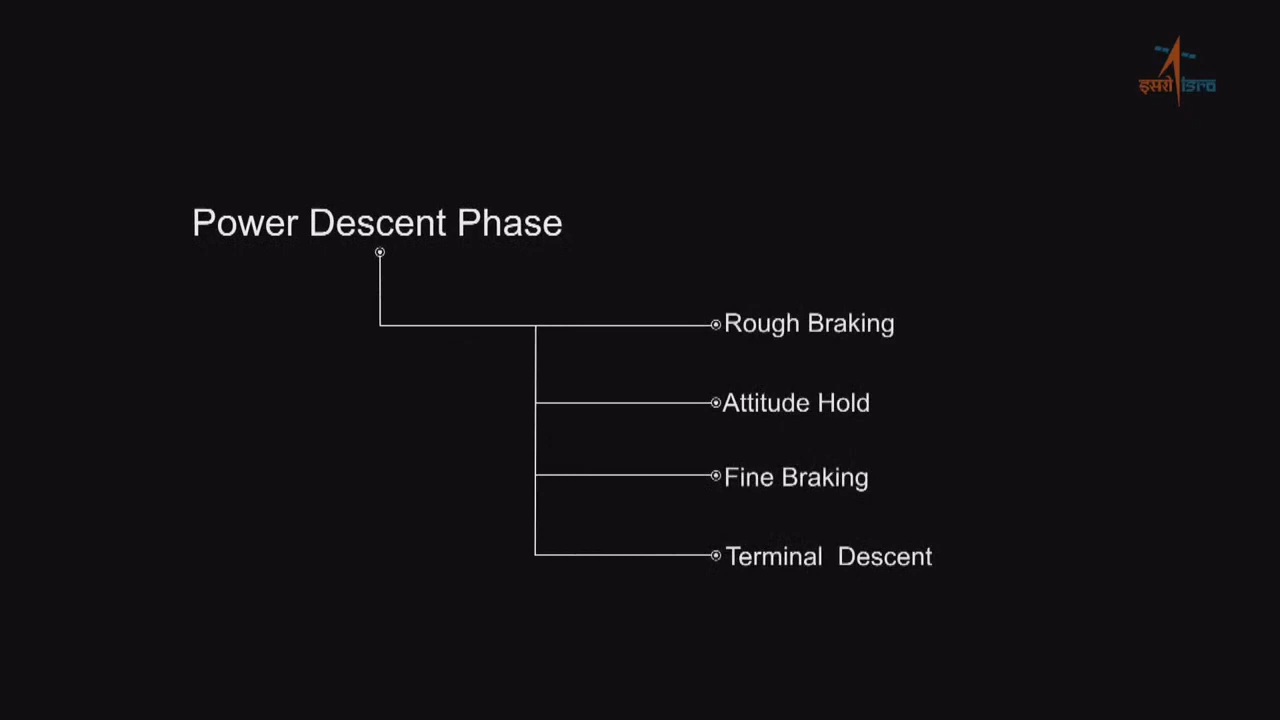 इसरो isro
Power Descent Phase
Rough Braking
Attitude Hold
Fine Braking
Terminal Descent